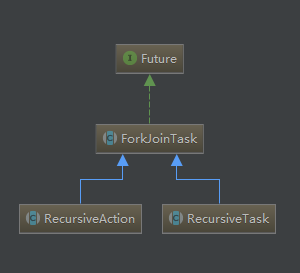 I Future
C ForkJoinTask
C RecursiveAction
C RecursiveTask